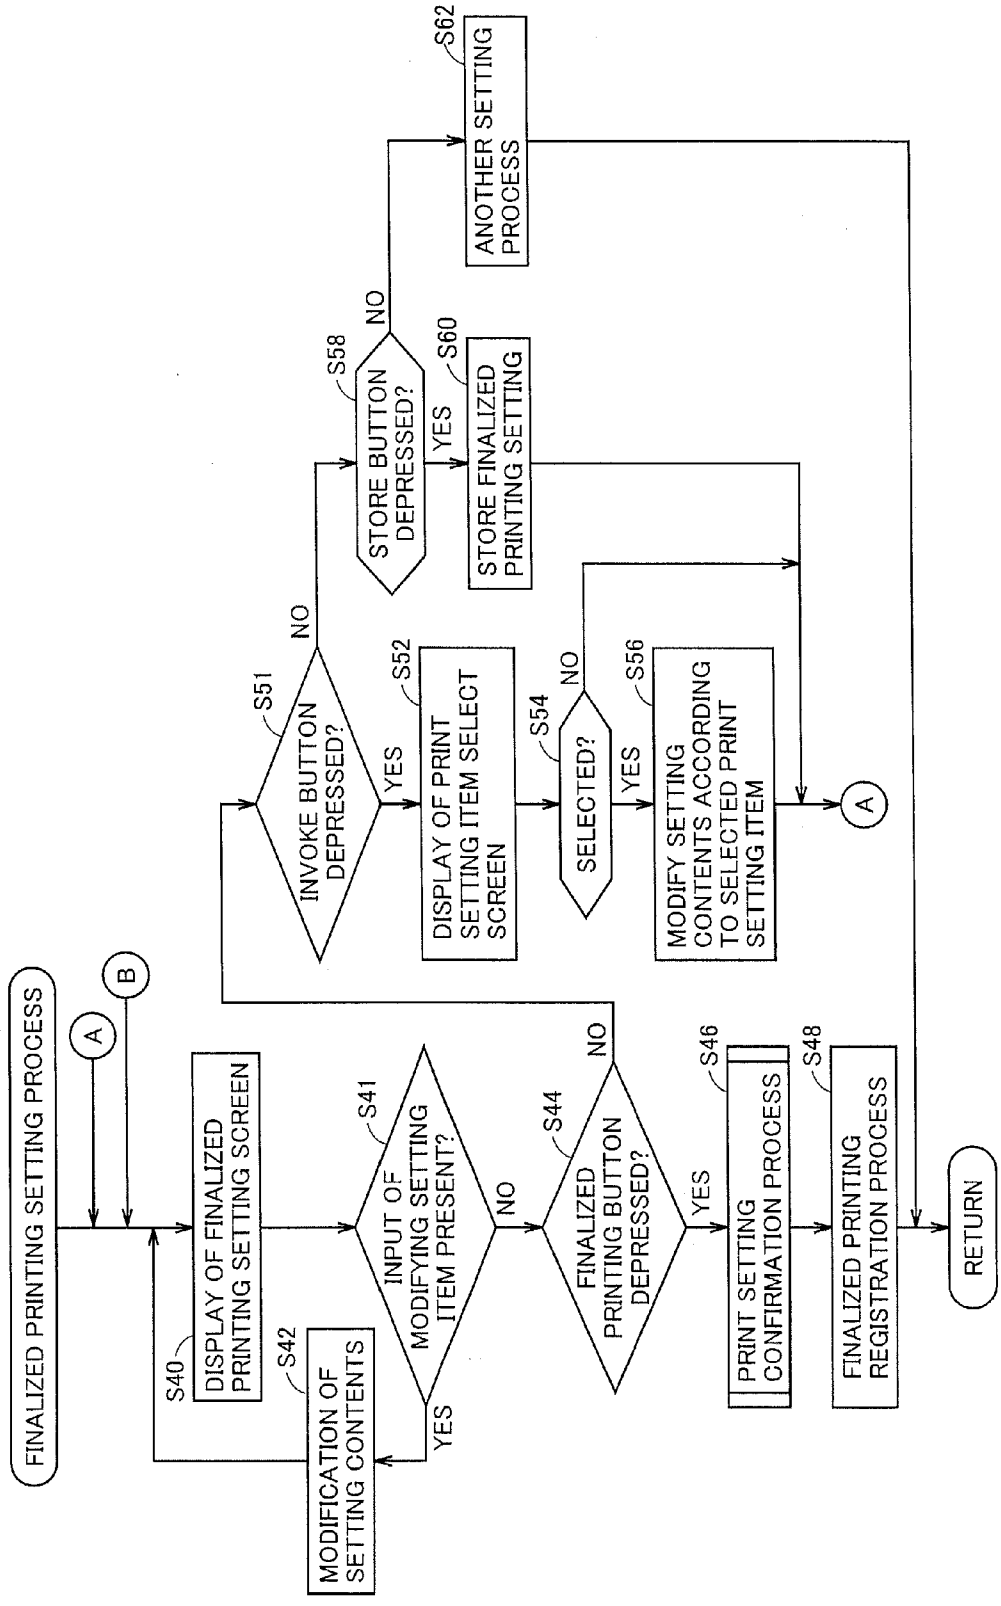 FINALIZED PRINTING SETTING PROCESS
A
B
S40
DISPLAY OF FINALIZED
PRINTING SETTING SCREEN
S42
MODIFICATION OF
SETTING CONTENTS
S41
INPUT OF
MODIFYING SETTING
ITEM PRESENT?
YES
NO
S44
FINALIZED
PRINTING BUTTON
DEPRESSED?
NO
YES
S46
PRINT SETTING
CONFIRMATION PROCESS
S48
FINALIZED PRINTING
REGISTRATION PROCESS
RETURN
S51
INVOKE BUTTON
DEPRESSED?
NO
YES
S52
DISPLAY OF PRINT
SETTING ITEM SELECT
SCREEN
S54
SELECTED?
NO
YES
S56
MODIFY SETTING
CONTENTS ACCORDING
TO SELECTED PRINT
SETTING ITEM
A
S58
STORE BUTTON
DEPRESSED?
NO
YES
S60
STORE FINALIZED
PRINTING SETTING
S62
ANOTHER SETTING
PROCESS